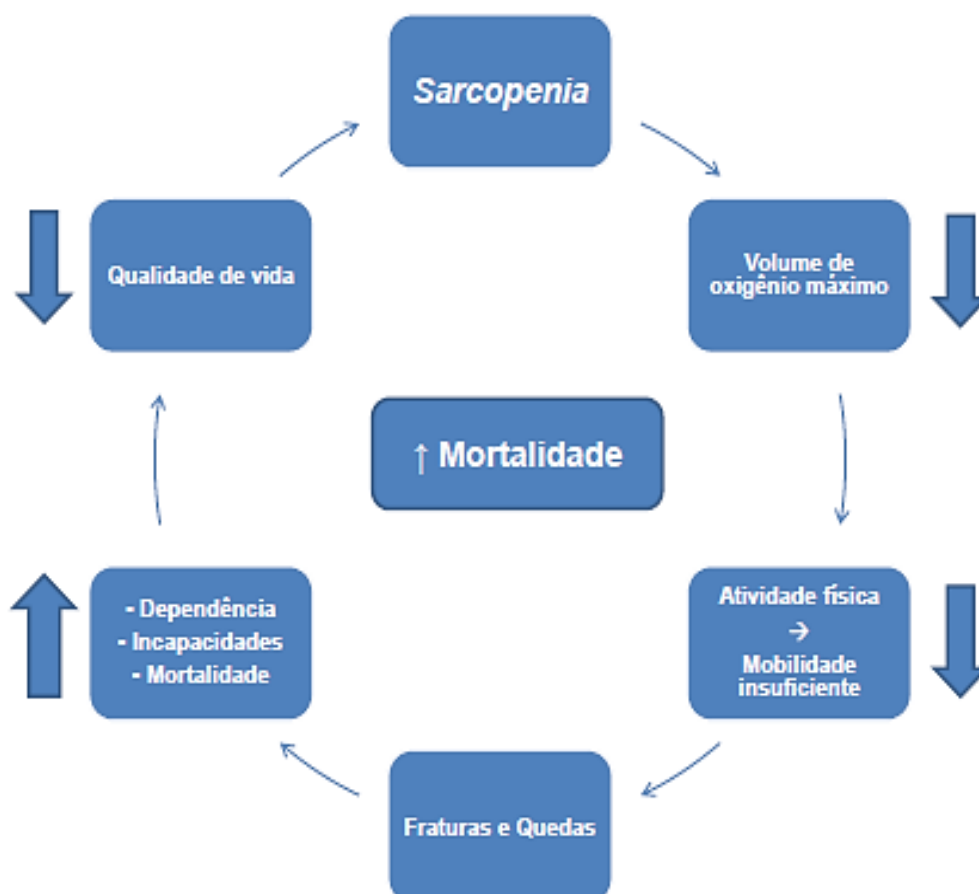 Sarcopenia
Volume de
oxigênio máximo
Atividade física
→
Mobilidade
insuficiente
Fraturas e Quedas
- Dependência
- Incapacidades
- Mortalidade
Qualidade de vida
↑ Mortalidade